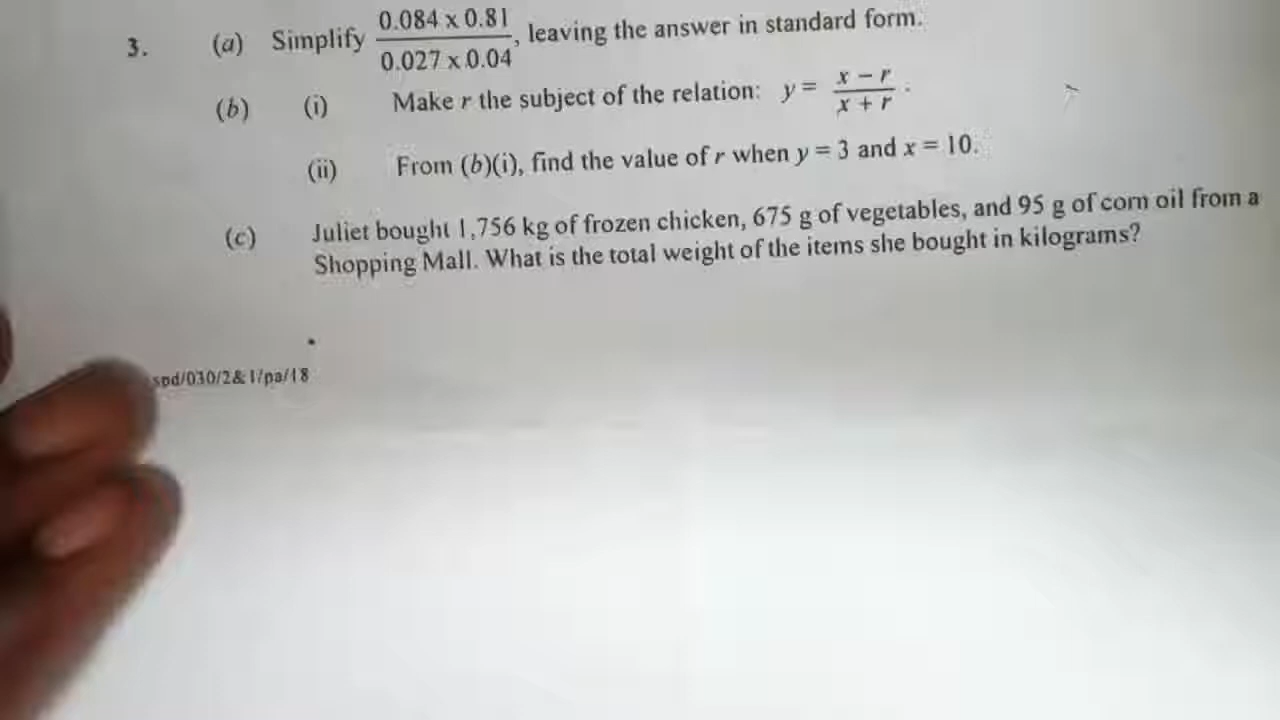 3. (a) Simplify (0.084 x 0.81)/(0.027 x 0.04), leaving the answer in standard form.
(b) (i) Make r the subject of the relation: y = (x − r)/(x + r).
(ii) From (b)(i), find the value of r when y = 3 and x = 10.
(c) Juliet bought 1,756 kg of frozen chicken, 675 g of vegetables, and 95 g of corn oil from a
Shopping Mall. What is the total weight of the items she bought in kilograms?
spd/030/2&1/pa/18